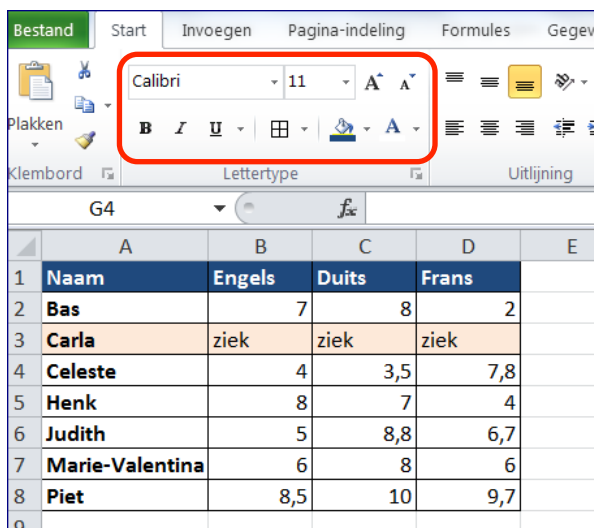 Bestand Start Invoegen Pagina-indeling Formules Gegev
Calibri 11 A A
Plakken B I U A
Klembord Lettertype Uitlijning
G4 fx
A B C D E
1 Naam Engels Duits Frans
2 Bas 7 8 2
3 Carla ziek ziek ziek
4 Celeste 4 3,5 7,8
5 Henk 8 7 4
6 Judith 5 8,8 6,7
7 Marie-Valentina 6 8 6
8 Piet 8,5 10 9,7
9